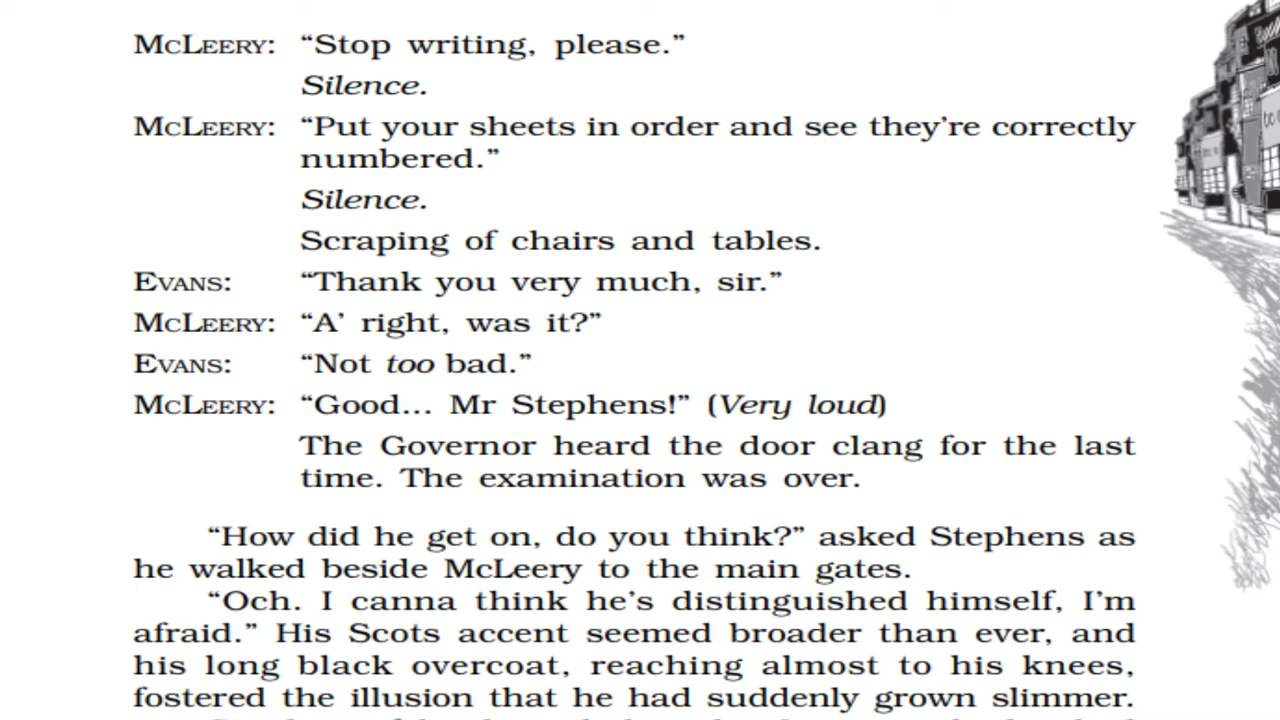 McLeery: “Stop writing, please.”
Silence.
McLeery: “Put your sheets in order and see they’re correctly
numbered.”
Silence.
Scraping of chairs and tables.
Evans: “Thank you very much, sir.”
McLeery: “A’ right, was it?”
Evans: “Not too bad.”
McLeery: “Good... Mr Stephens!” (Very loud)
The Governor heard the door clang for the last
time. The examination was over.
“How did he get on, do you think?” asked Stephens as
he walked beside McLeery to the main gates.
“Och. I canna think he’s distinguished himself, I’m
afraid.” His Scots accent seemed broader than ever, and
his long black overcoat, reaching almost to his knees,
fostered the illusion that he had suddenly grown slimmer.